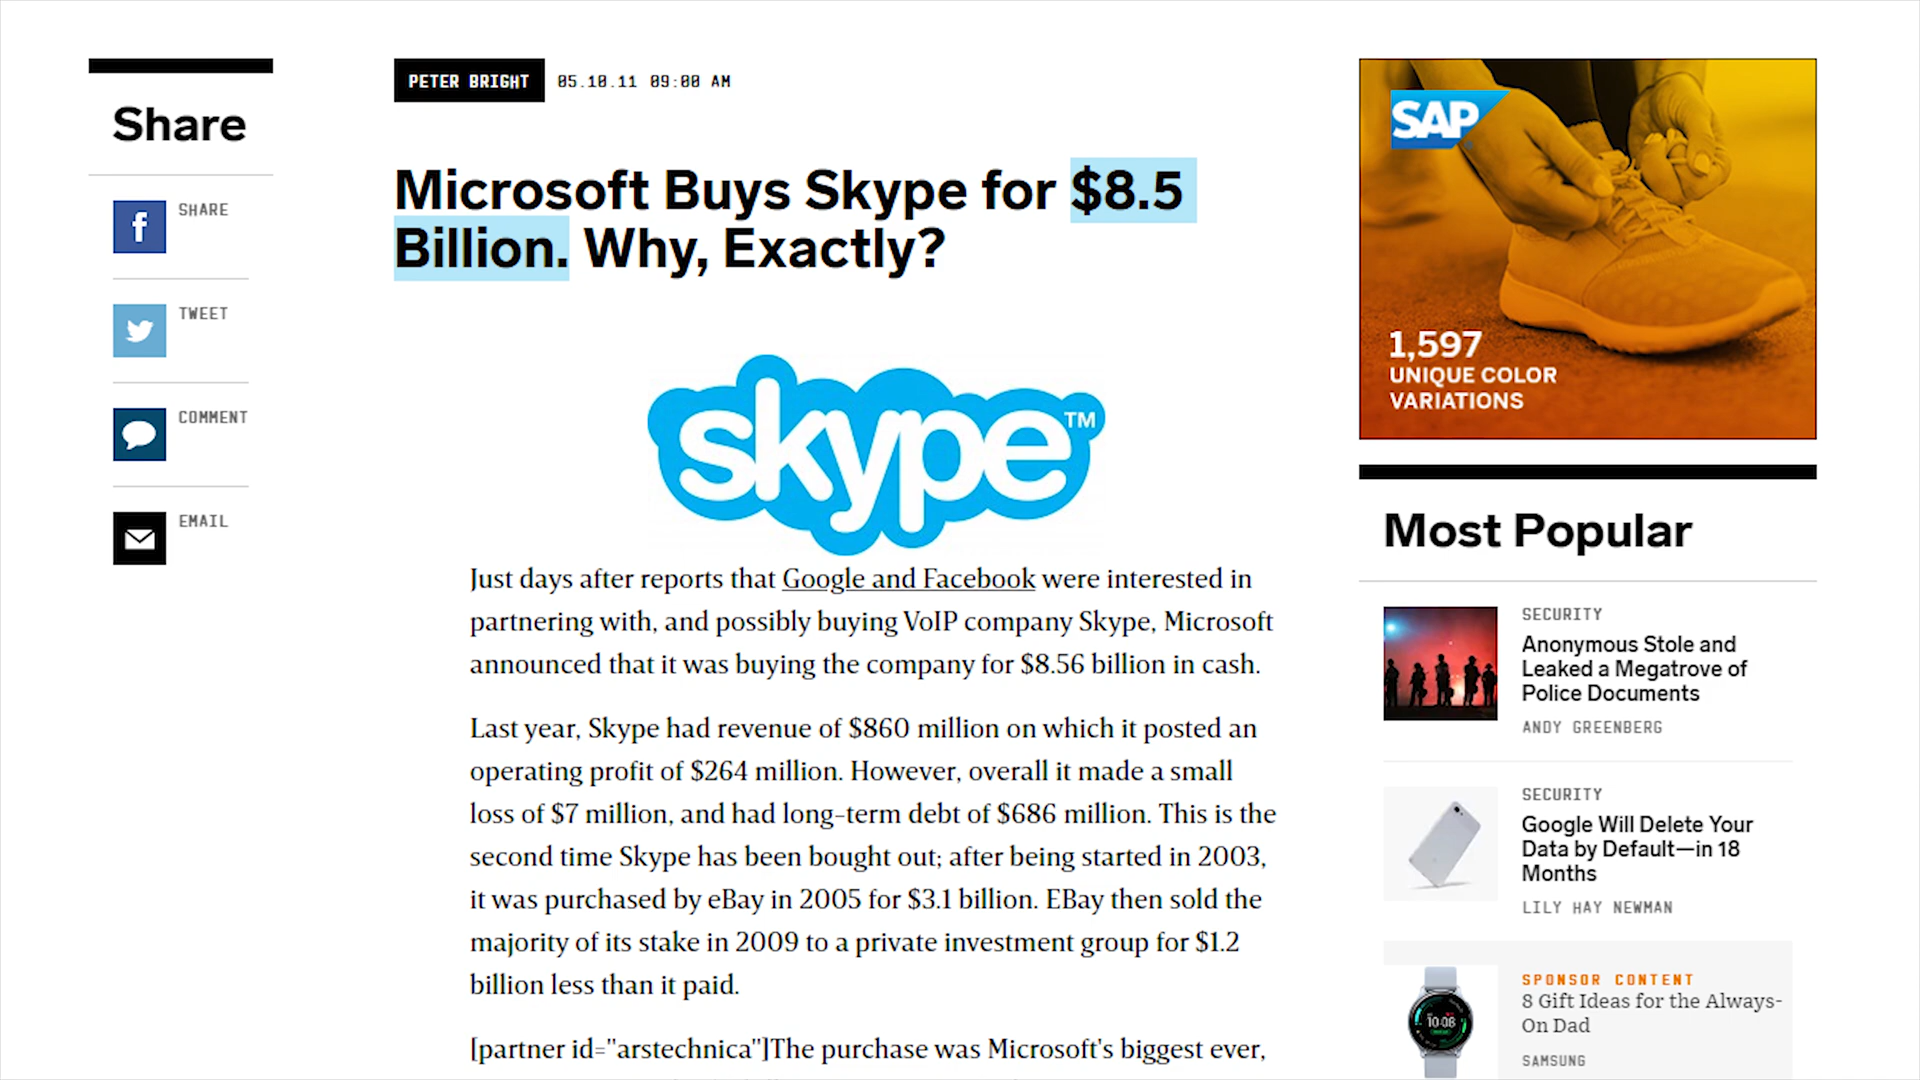 Share
SHARE
TWEET
COMMENT
EMAIL
PETER BRIGHT 05.10.11 09:00 AM
Microsoft Buys Skype for $8.5
Billion. Why, Exactly?
skype™
Just days after reports that Google and Facebook were interested in
partnering with, and possibly buying VoIP company Skype, Microsoft
announced that it was buying the company for $8.56 billion in cash.
Last year, Skype had revenue of $860 million on which it posted an
operating profit of $264 million. However, overall it made a small
loss of $7 million, and had long-term debt of $686 million. This is the
second time Skype has been bought out; after being started in 2003,
it was purchased by eBay in 2005 for $3.1 billion. EBay then sold the
majority of its stake in 2009 to a private investment group for $1.2
billion less than it paid.
[partner id="arstechnica"]The purchase was Microsoft's biggest ever,
SAP
1,597
UNIQUE COLOR
VARIATIONS
Most Popular
SECURITY
Anonymous Stole and
Leaked a Megatrove of
Police Documents
ANDY GREENBERG
SECURITY
Google Will Delete Your
Data by Default—in 18
Months
LILY HAY NEWMAN
SPONSOR CONTENT
8 Gift Ideas for the Always-
On Dad
SAMSUNG
10:08